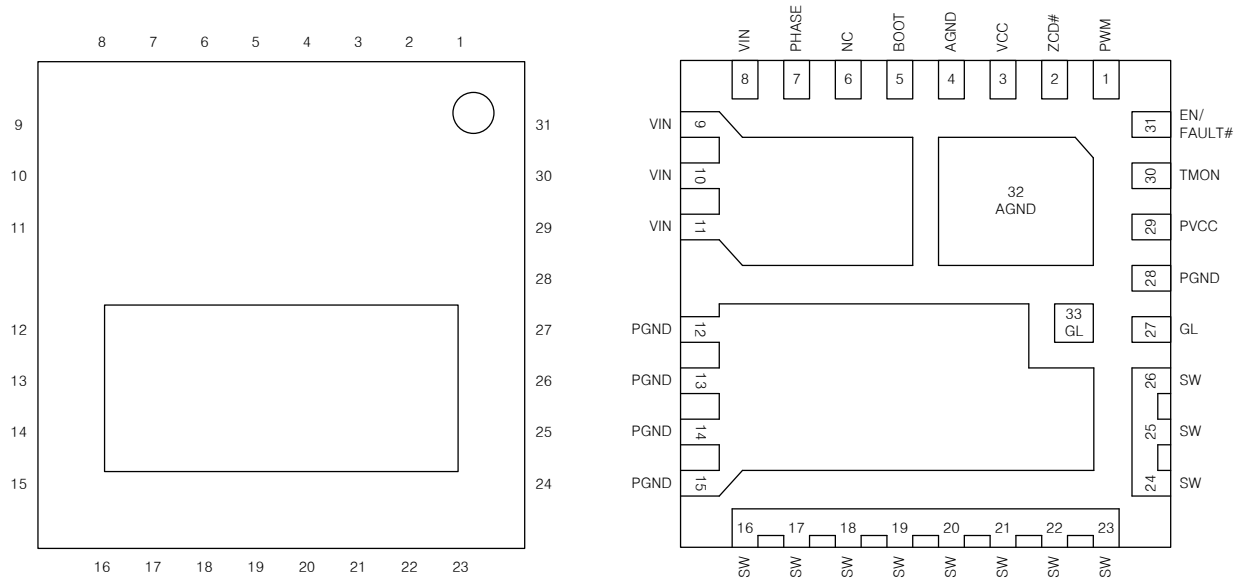 8 7 6 5 4 3 2 1
9 31
10 30
11 29
28
12 27
13 26
14 25
15 24
16 17 18 19 20 21 22 23
VIN PHASE NC BOOT AGND VCC ZCD# PWM
8 7 6 5 4 3 2 1
VIN 9 31 EN/
FAULT#
VIN 10 30 TMON
32
AGND
VIN 11 29 PVCC
28 PGND
33
GL
PGND 12 27 GL
PGND 13 26 SW
PGND 14 25 SW
PGND 15 24 SW
16 17 18 19 20 21 22 23
SW SW SW SW SW SW SW SW